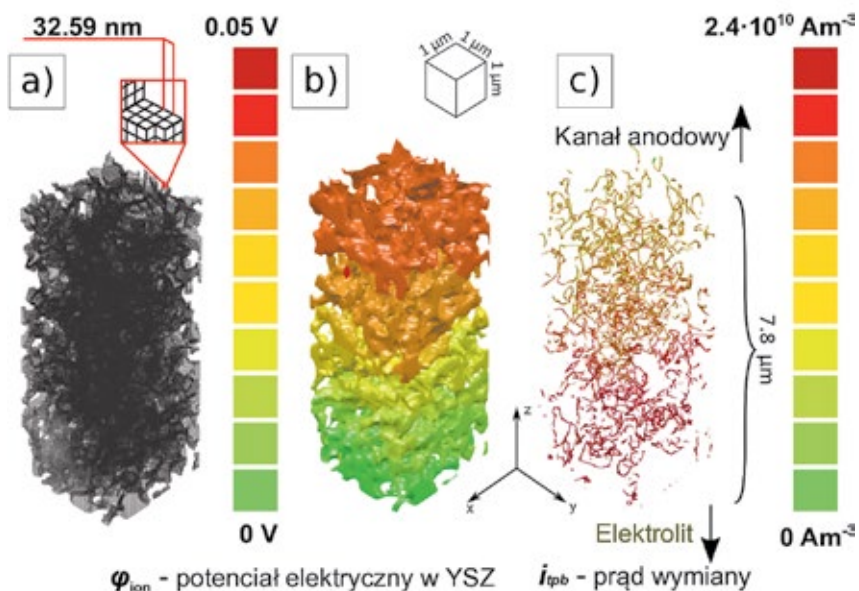 32.59 nm
0.05 V
2.4·10¹⁰ Am⁻³
a)
b)
c)
1 µm
1 µm
1 µm
Kanał anodowy
7.8 µm
z
x
y
Elektrolit
0 V
0 Am⁻³
φion - potenciał elektryczny w YSZ
itpb - prąd wymiany